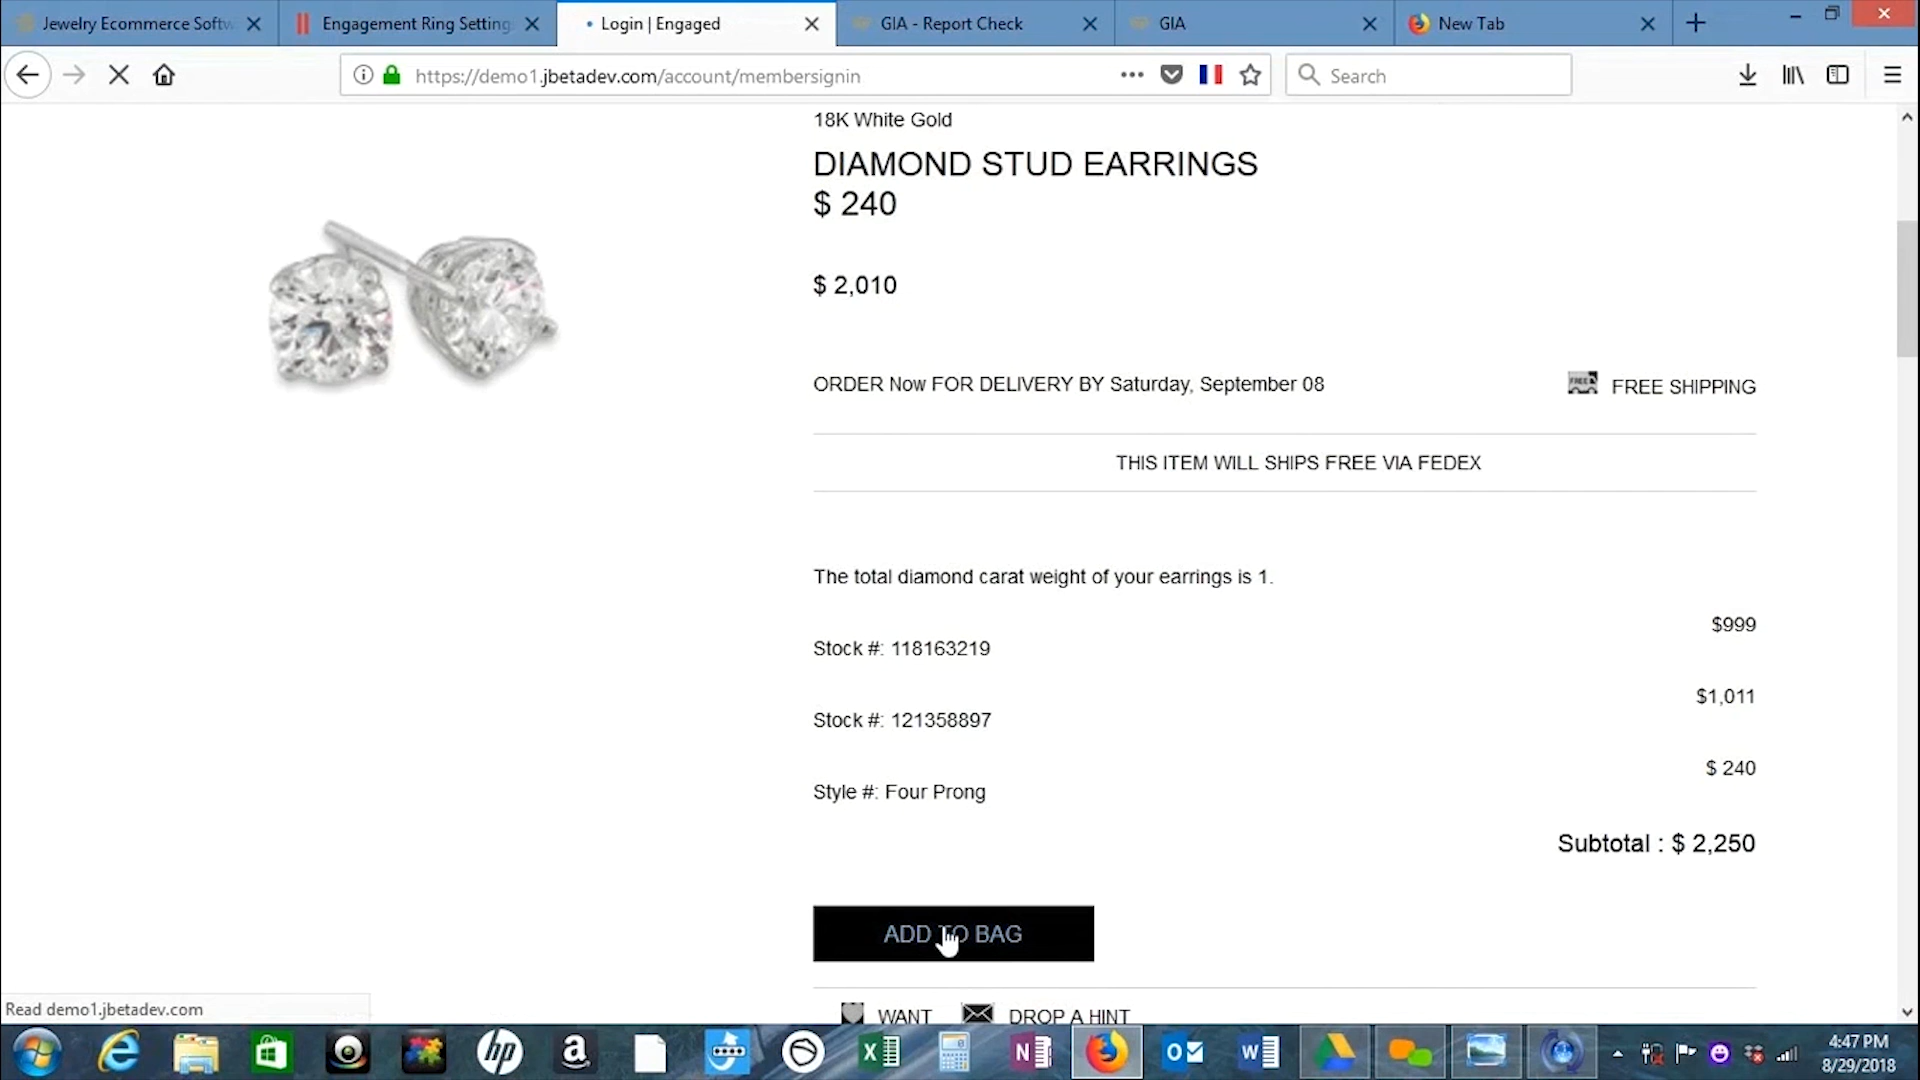 Jewelry Ecommerce Softw
Engagement Ring Setting
Login | Engaged
GIA - Report Check
GIA
New Tab
https://demo1.jbetadev.com/account/membersignin
Search
18K White Gold
DIAMOND STUD EARRINGS
$ 240
$ 2,010
ORDER Now FOR DELIVERY BY Saturday, September 08
FREE
FREE SHIPPING
THIS ITEM WILL SHIPS FREE VIA FEDEX
The total diamond carat weight of your earrings is 1.
$999
Stock #: 118163219
$1,011
Stock #: 121358897
$ 240
Style #: Four Prong
Subtotal : $ 2,250
ADD TO BAG
Read demo1.jbetadev.com
WANT
DROP A HINT
4:47 PM
8/29/2018